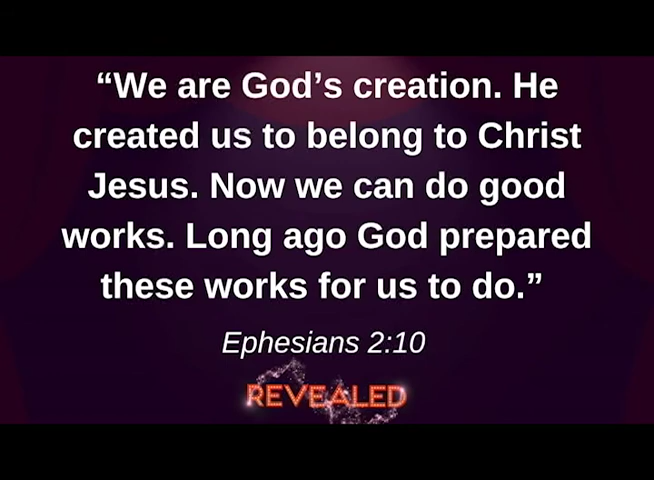 “We are God’s creation. He
created us to belong to Christ
Jesus. Now we can do good
works. Long ago God prepared
these works for us to do.”
Ephesians 2:10
REVEALED